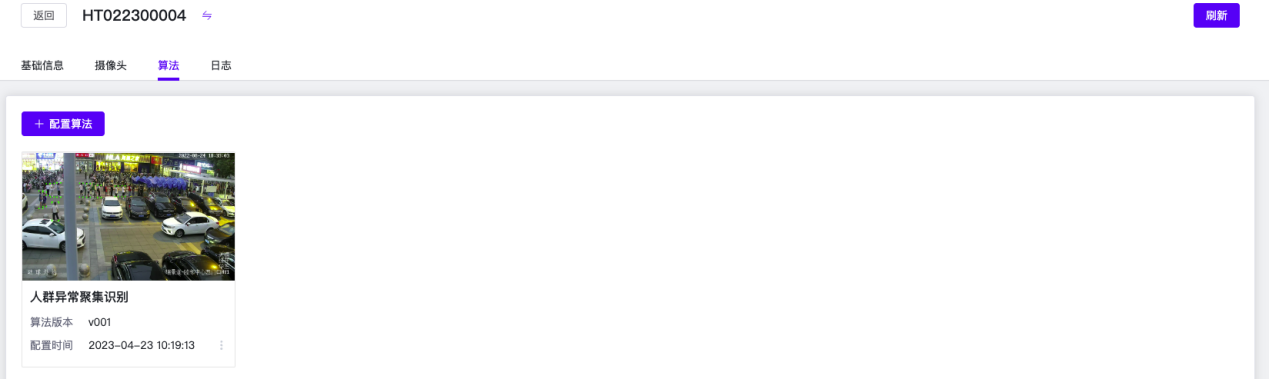 返回 HT022300004 刷新
基础信息 摄像头 算法 日志
+ 配置算法
人群异常聚集识别
算法版本 v001
配置时间 2023-04-23 10:19:13